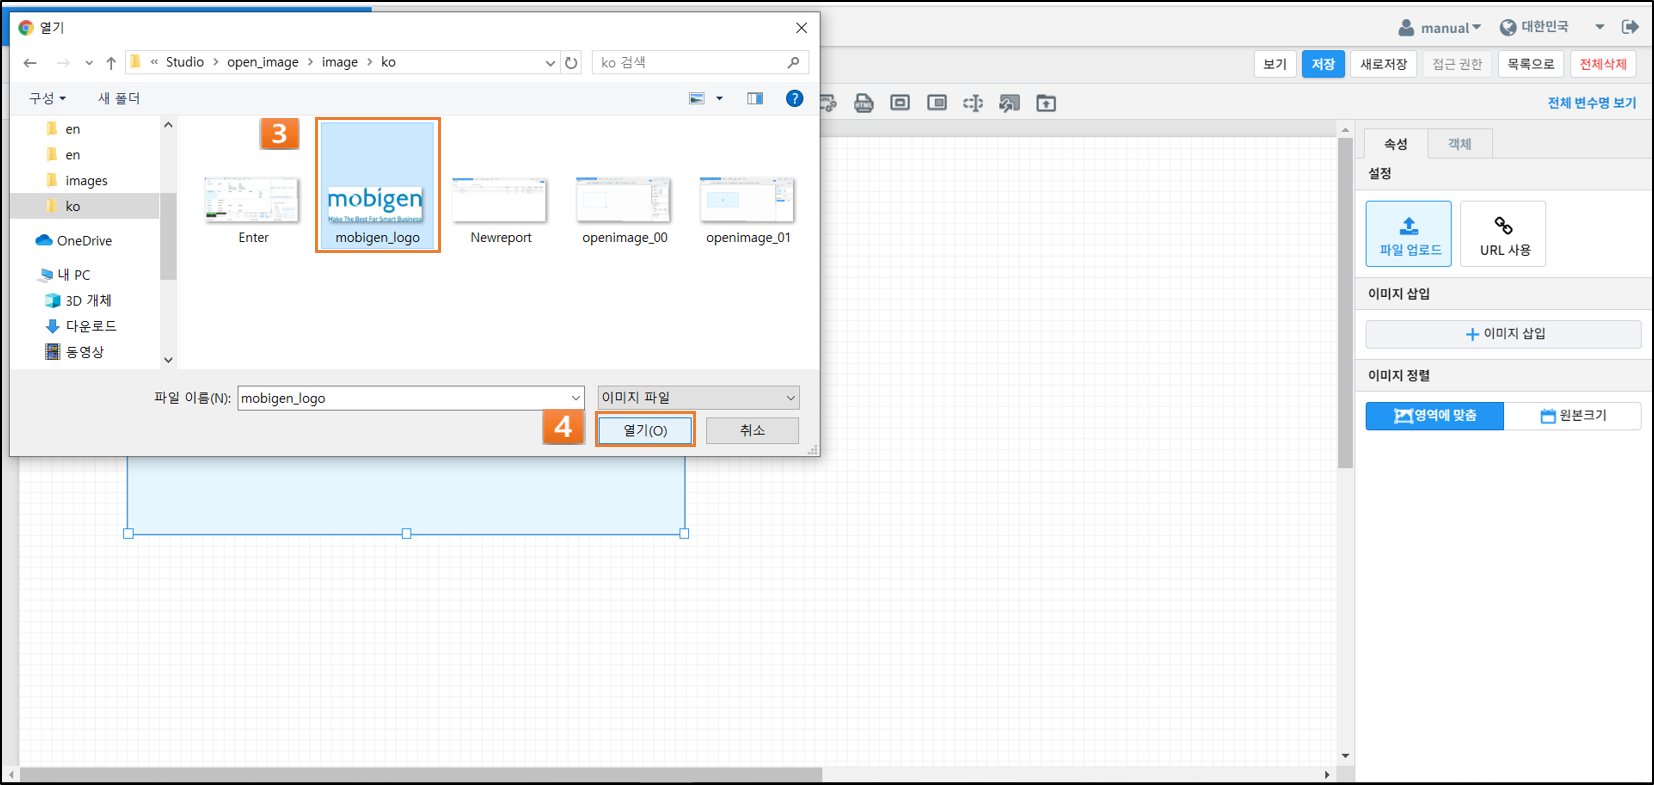 열기
manual
대한민국
« Studio › open_image › image › ko
ko 검색
보기
저장
새로저장
접근 권한
목록으로
전체삭제
구성
새 폴더
HTML
전체 변수명 보기
en
en
images
ko
OneDrive
내 PC
3D 개체
다운로드
동영상
3
mobigen
Make The Best For Smart Business
Enter
mobigen_logo
Newreport
openimage_00
openimage_01
속성
객체
설정
파일 업로드
URL 사용
이미지 삽입
이미지 삽입
이미지 정렬
영역에 맞춤
원본크기
파일 이름(N):
mobigen_logo
이미지 파일
4
열기(O)
취소